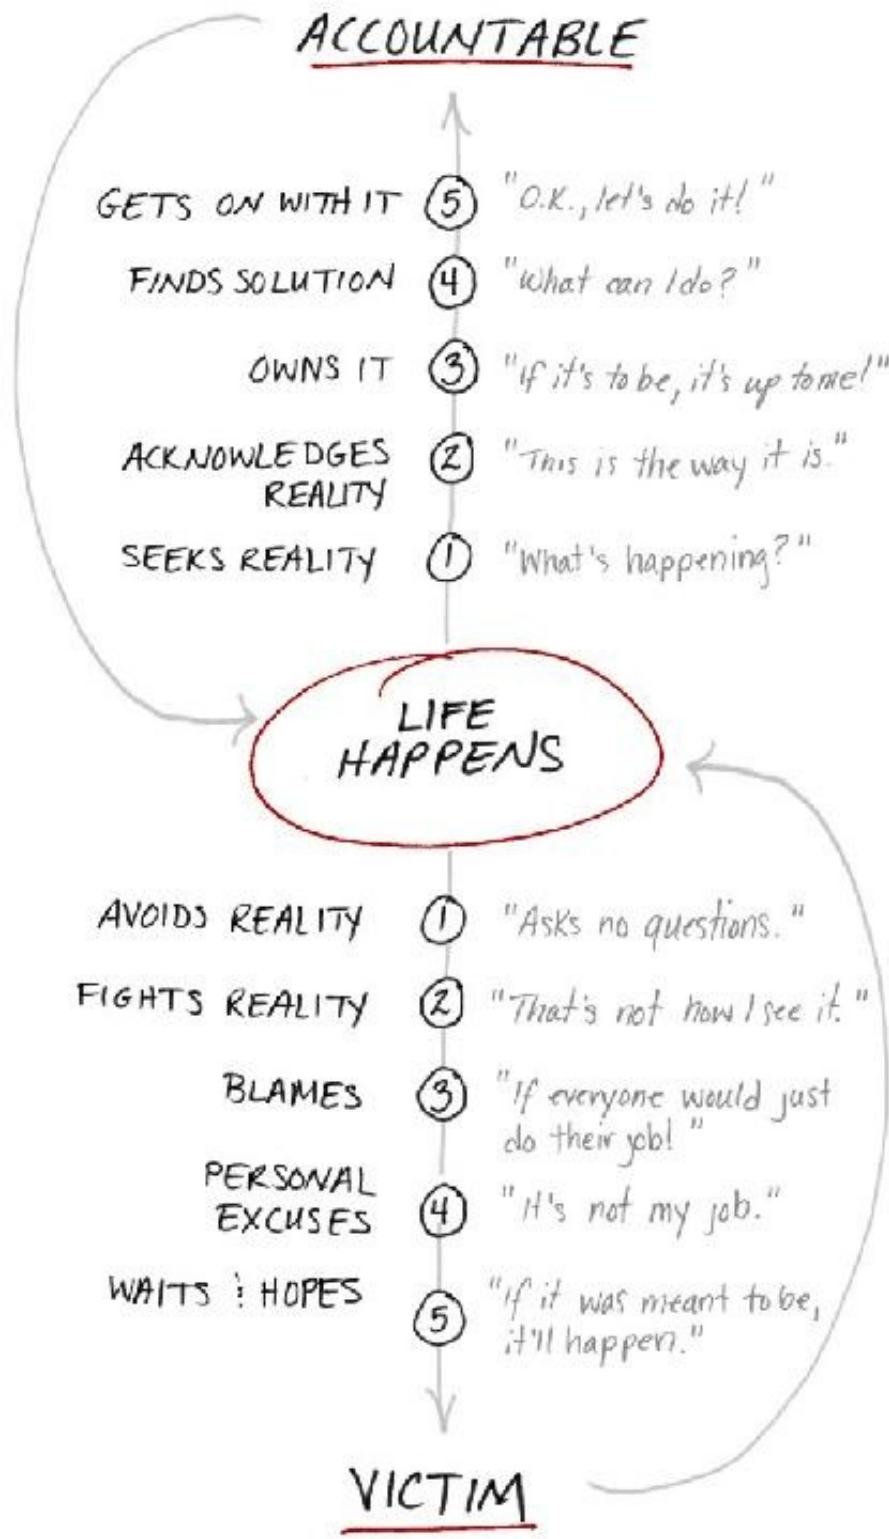 ACCOUNTABLE
GETS ON WITH IT 5 "O.K., let's do it!"
FINDS SOLUTION 4 "What can I do?"
OWNS IT 3 "If it's to be, it's up to me!"
ACKNOWLEDGES 2 "This is the way it is."
REALITY
SEEKS REALITY 1 "What's happening?"
LIFE
HAPPENS
AVOIDS REALITY 1 "Asks no questions."
FIGHTS REALITY 2 "That's not how I see it."
BLAMES 3 "If everyone would just
do their job!"
PERSONAL
EXCUSES 4 "It's not my job."
WAITS & HOPES 5 "If it was meant to be,
it'll happen."
VICTIM